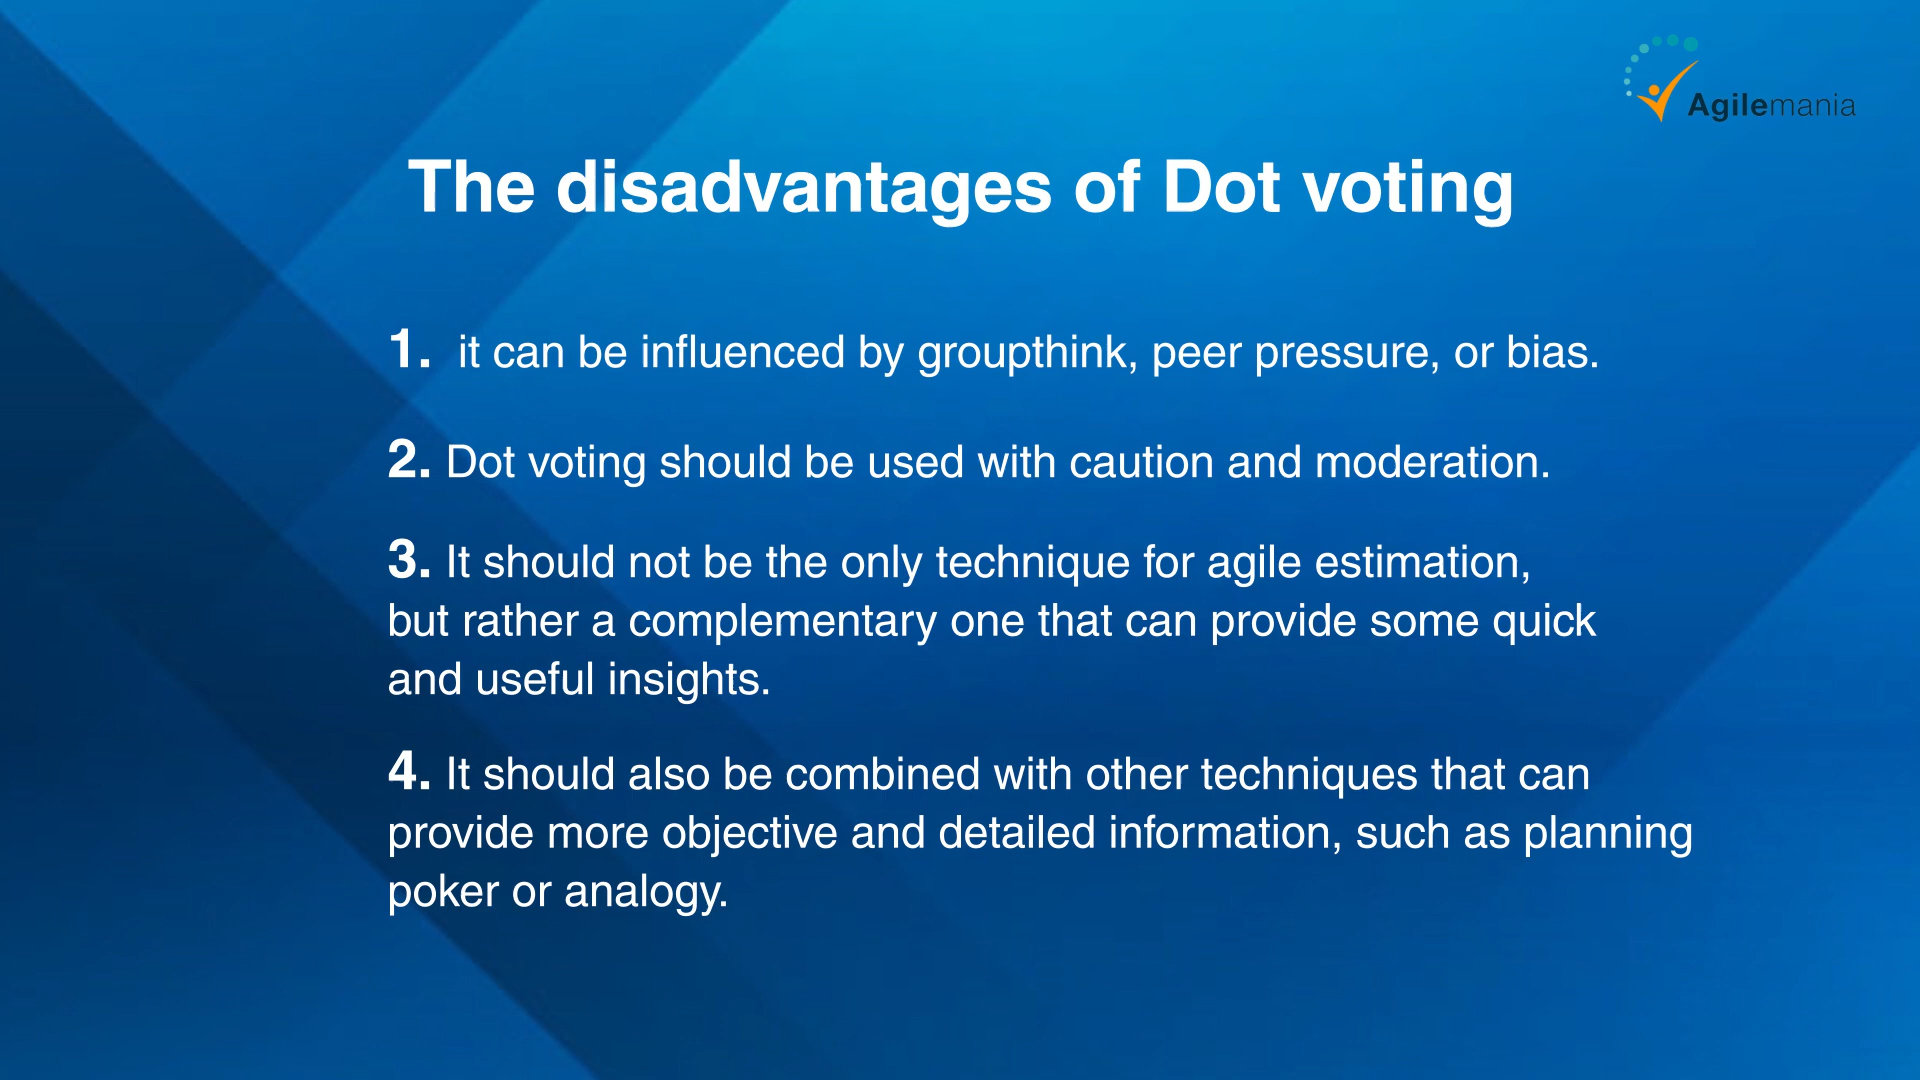 Agilemania
The disadvantages of Dot voting
1. it can be influenced by groupthink, peer pressure, or bias.
2. Dot voting should be used with caution and moderation.
3. It should not be the only technique for agile estimation,
but rather a complementary one that can provide some quick
and useful insights.
4. It should also be combined with other techniques that can
provide more objective and detailed information, such as planning
poker or analogy.